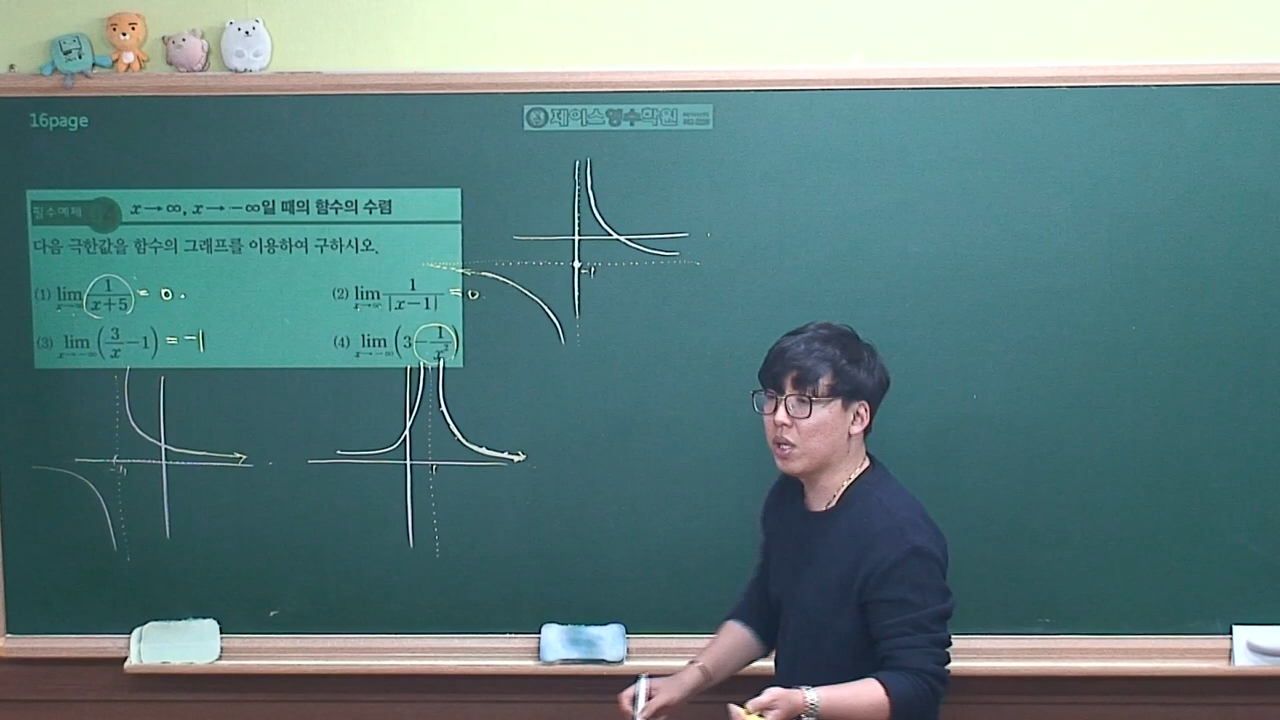 16page
제이스영수학원
필수예제
x→∞, x→−∞일 때의 함수의 수렴
다음 극한값을 함수의 그래프를 이용하여 구하시오.
(1) lim x→∞ 1/(x+5) = 0.
(2) lim x→∞ 1/|x−1| = 0.
(3) lim x→−∞ (3/x −1) = −1
(4) lim x→−∞ (3− 1/x²)
-1